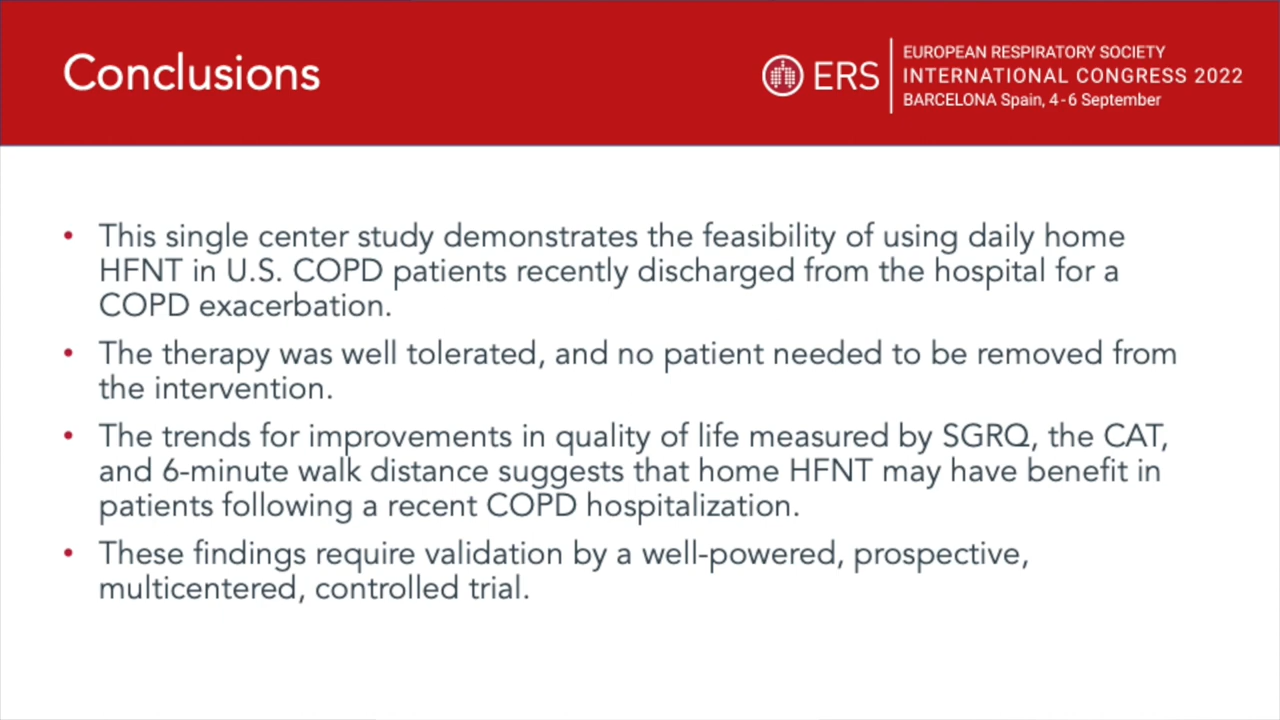 Conclusions
ERS
EUROPEAN RESPIRATORY SOCIETY
INTERNATIONAL CONGRESS 2022
BARCELONA Spain, 4-6 September
• This single center study demonstrates the feasibility of using daily home
HFNT in U.S. COPD patients recently discharged from the hospital for a
COPD exacerbation.
• The therapy was well tolerated, and no patient needed to be removed from
the intervention.
• The trends for improvements in quality of life measured by SGRQ, the CAT,
and 6-minute walk distance suggests that home HFNT may have benefit in
patients following a recent COPD hospitalization.
• These findings require validation by a well-powered, prospective,
multicentered, controlled trial.